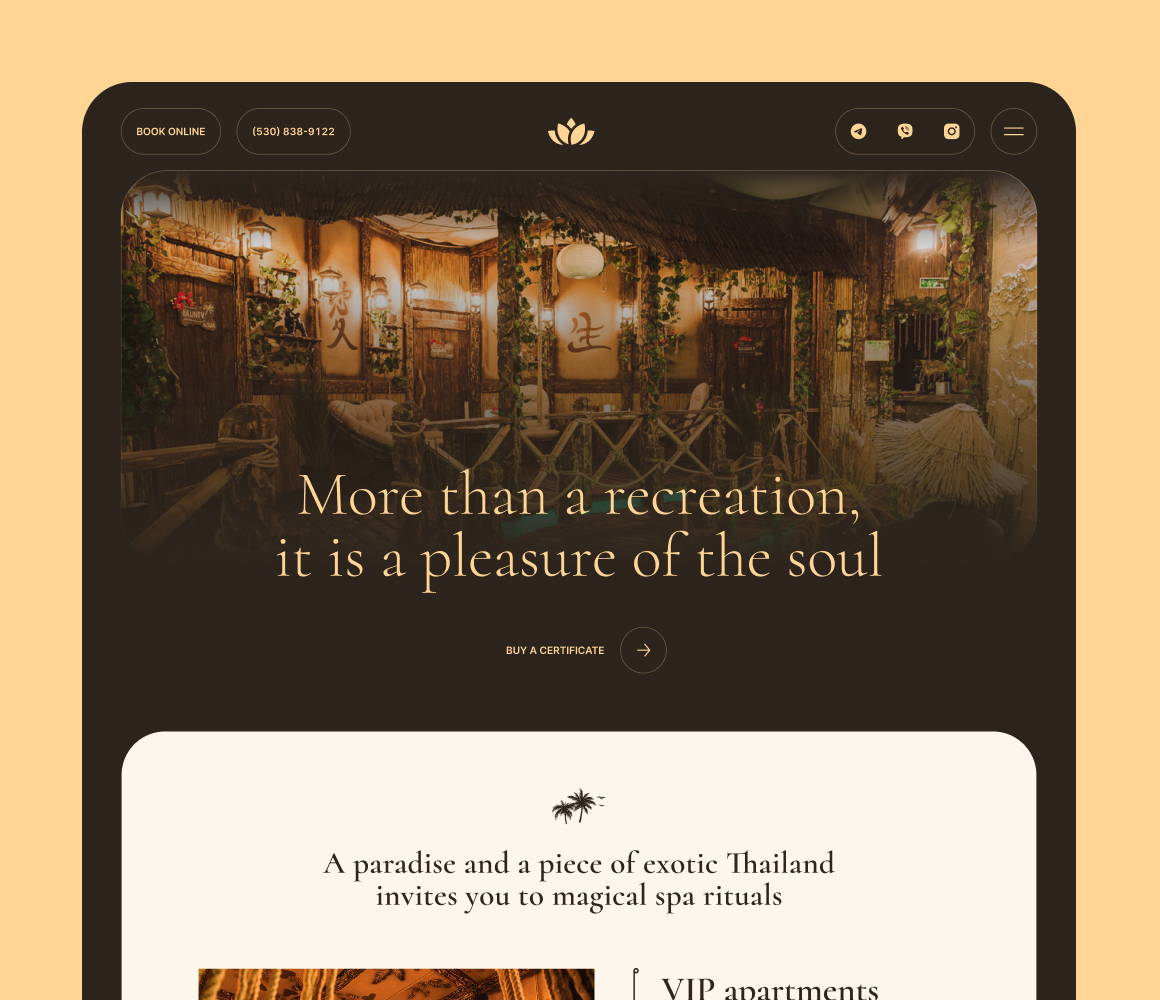 BOOK ONLINE
(530) 838-9122
生
More than a recreation,
it is a pleasure of the soul
BUY A CERTIFICATE
A paradise and a piece of exotic Thailand
invites you to magical spa rituals
VIP apartments